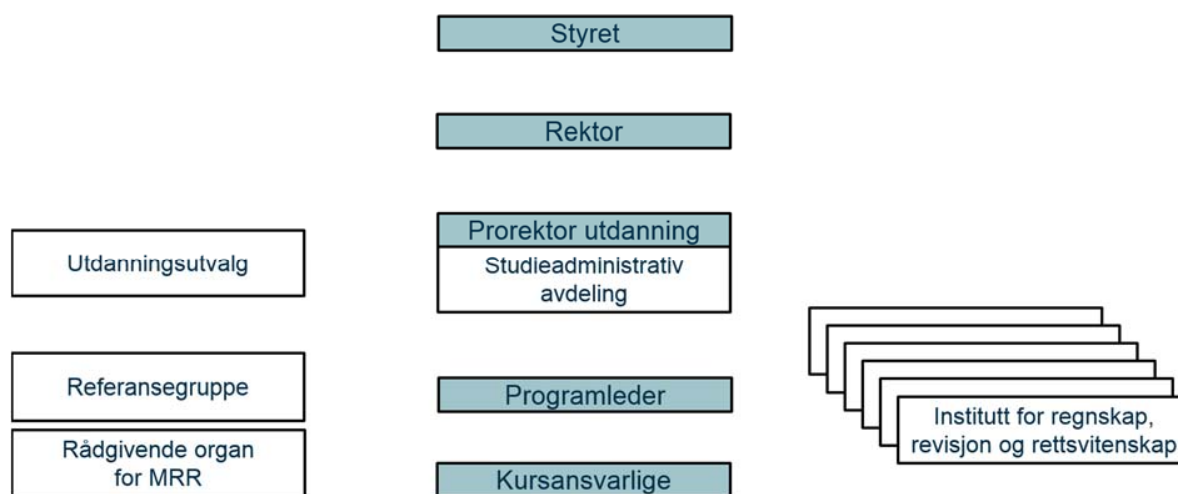 Styret
Rektor
Prorektor utdanning
Studieadministrativ
avdeling
Utdanningsutvalg
Referansegruppe
Rådgivende organ
for MRR
Programleder
Kursansvarlige
Institutt for regnskap,
revisjon og rettsvitenskap